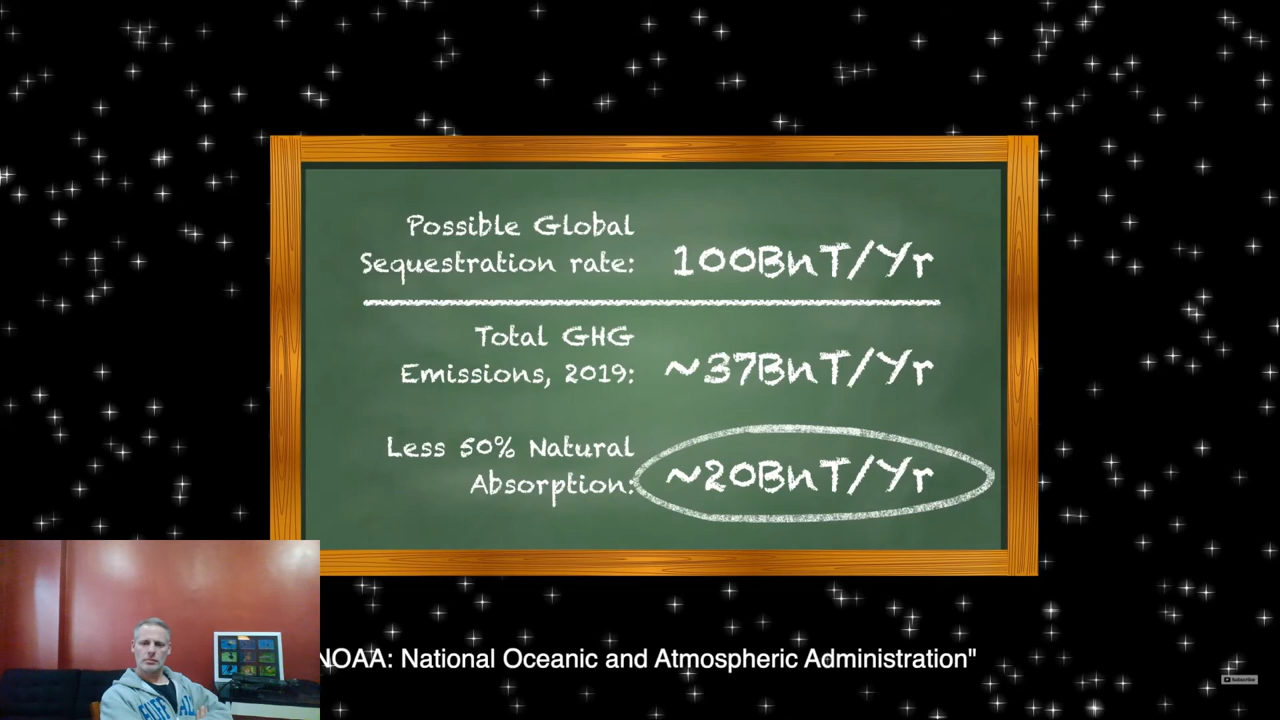 Possible Global
Sequestration rate: 100BnT/Yr
Total GHG
Emissions, 2019: ~37BnT/Yr
Less 50% Natural
Absorption: ~20BnT/Yr
NOAA: National Oceanic and Atmospheric Administration"
Subscribe